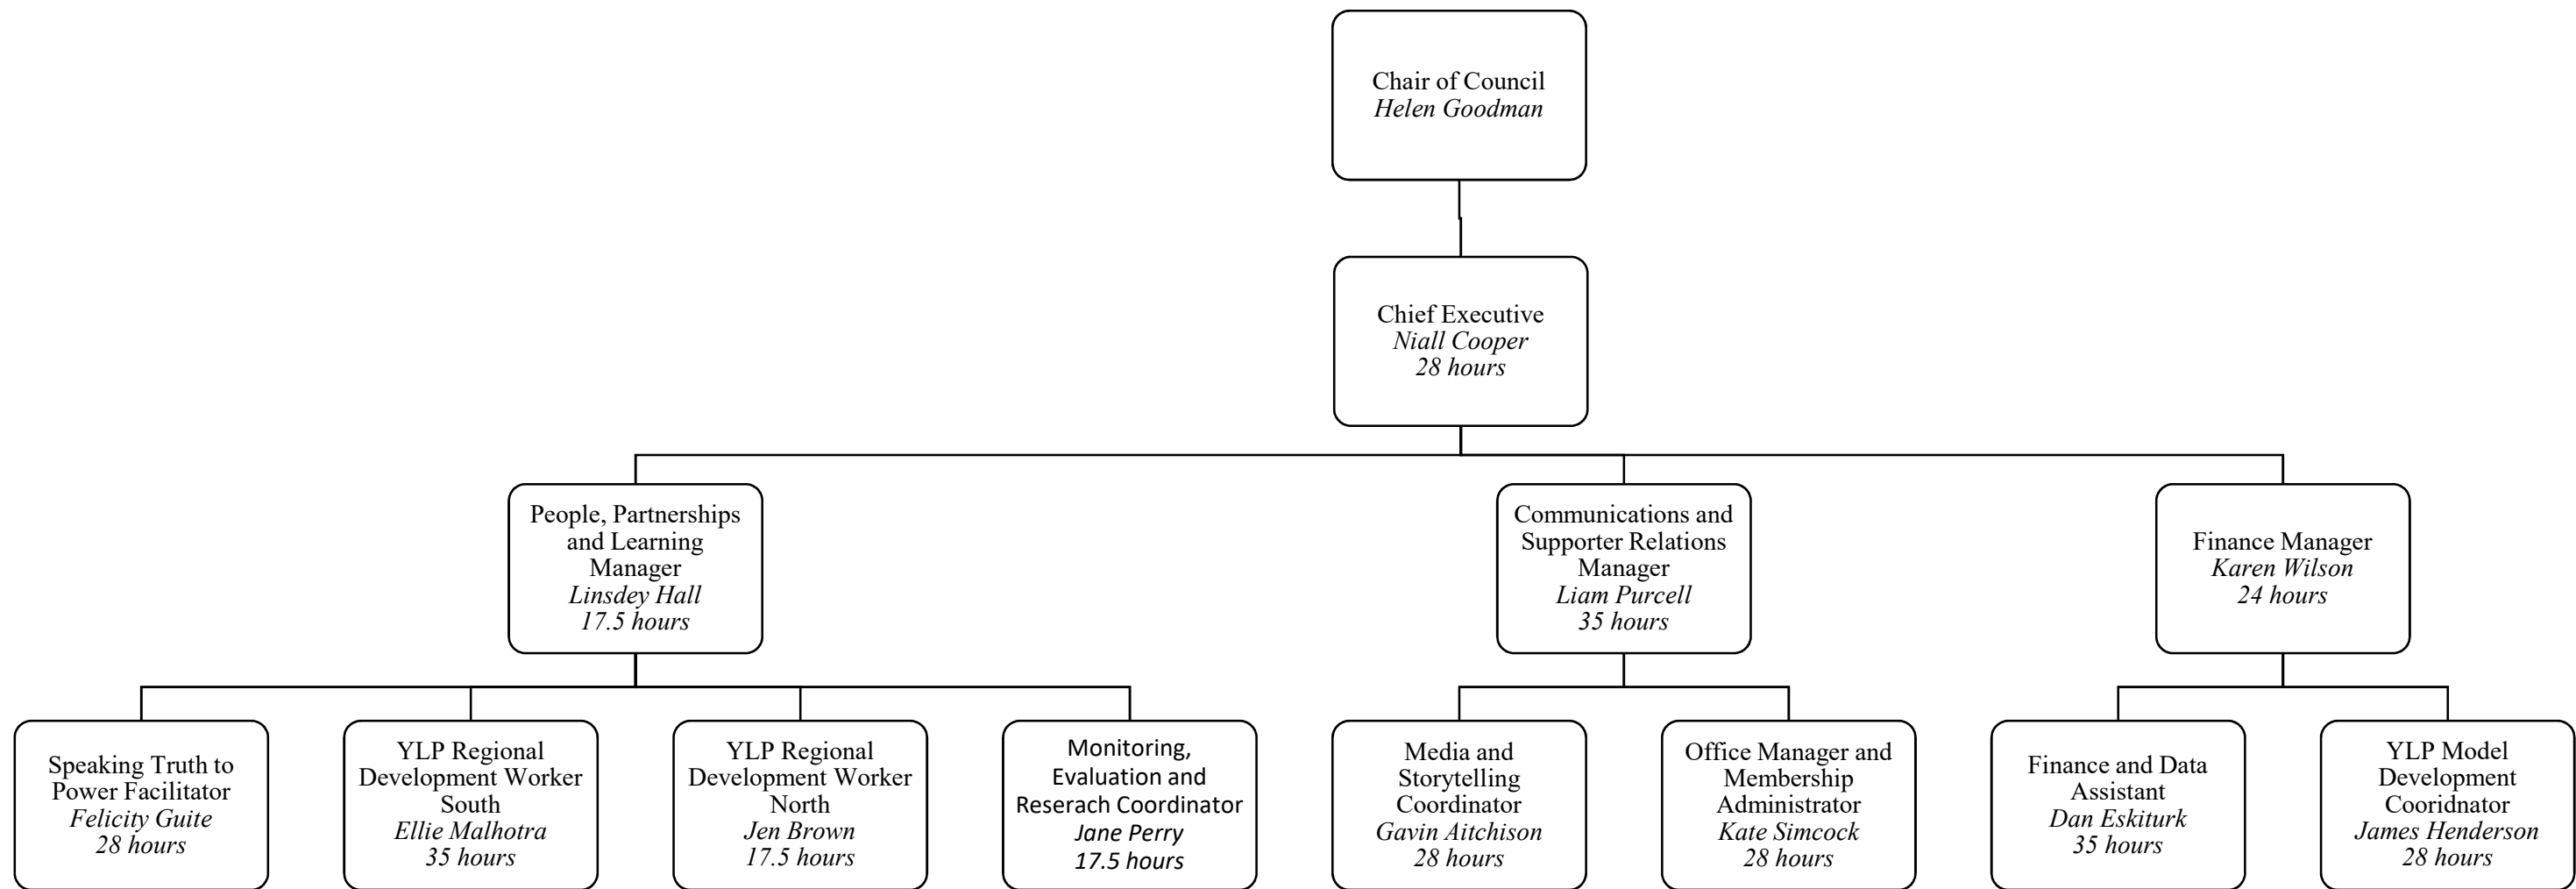 Chair of Council
Helen Goodman
Chief Executive
Niall Cooper
28 hours
People, Partnerships
and Learning
Manager
Linsdey Hall
17.5 hours
Communications and
Supporter Relations
Manager
Liam Purcell
35 hours
Finance Manager
Karen Wilson
24 hours
Speaking Truth to
Power Facilitator
Felicity Guite
28 hours
YLP Regional
Development Worker
South
Ellie Malhotra
35 hours
YLP Regional
Development Worker
North
Jen Brown
17.5 hours
Monitoring,
Evaluation and
Reserach Coordinator
Jane Perry
17.5 hours
Media and
Storytelling
Coordinator
Gavin Aitchison
28 hours
Office Manager and
Membership
Administrator
Kate Simcock
28 hours
Finance and Data
Assistant
Dan Eskiturk
35 hours
YLP Model
Development
Cooridnator
James Henderson
28 hours